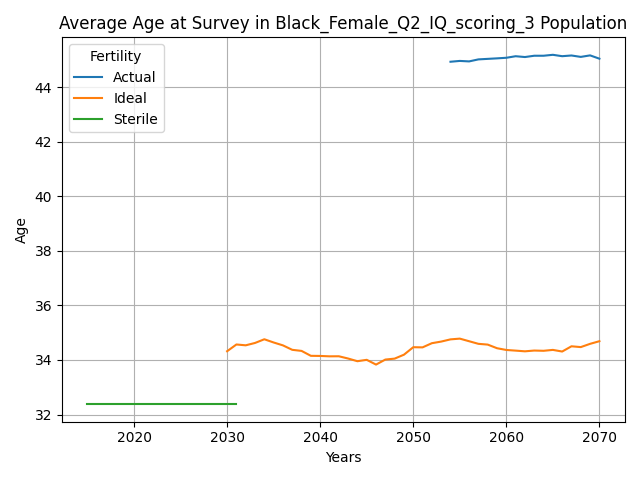 Average Age at Survey in Black_Female_Q2_IQ_scoring_3 Population
Fertility
Actual
Ideal
Sterile
Age
44
42
40
38
36
34
32
2020 2030 2040 2050 2060 2070
Years